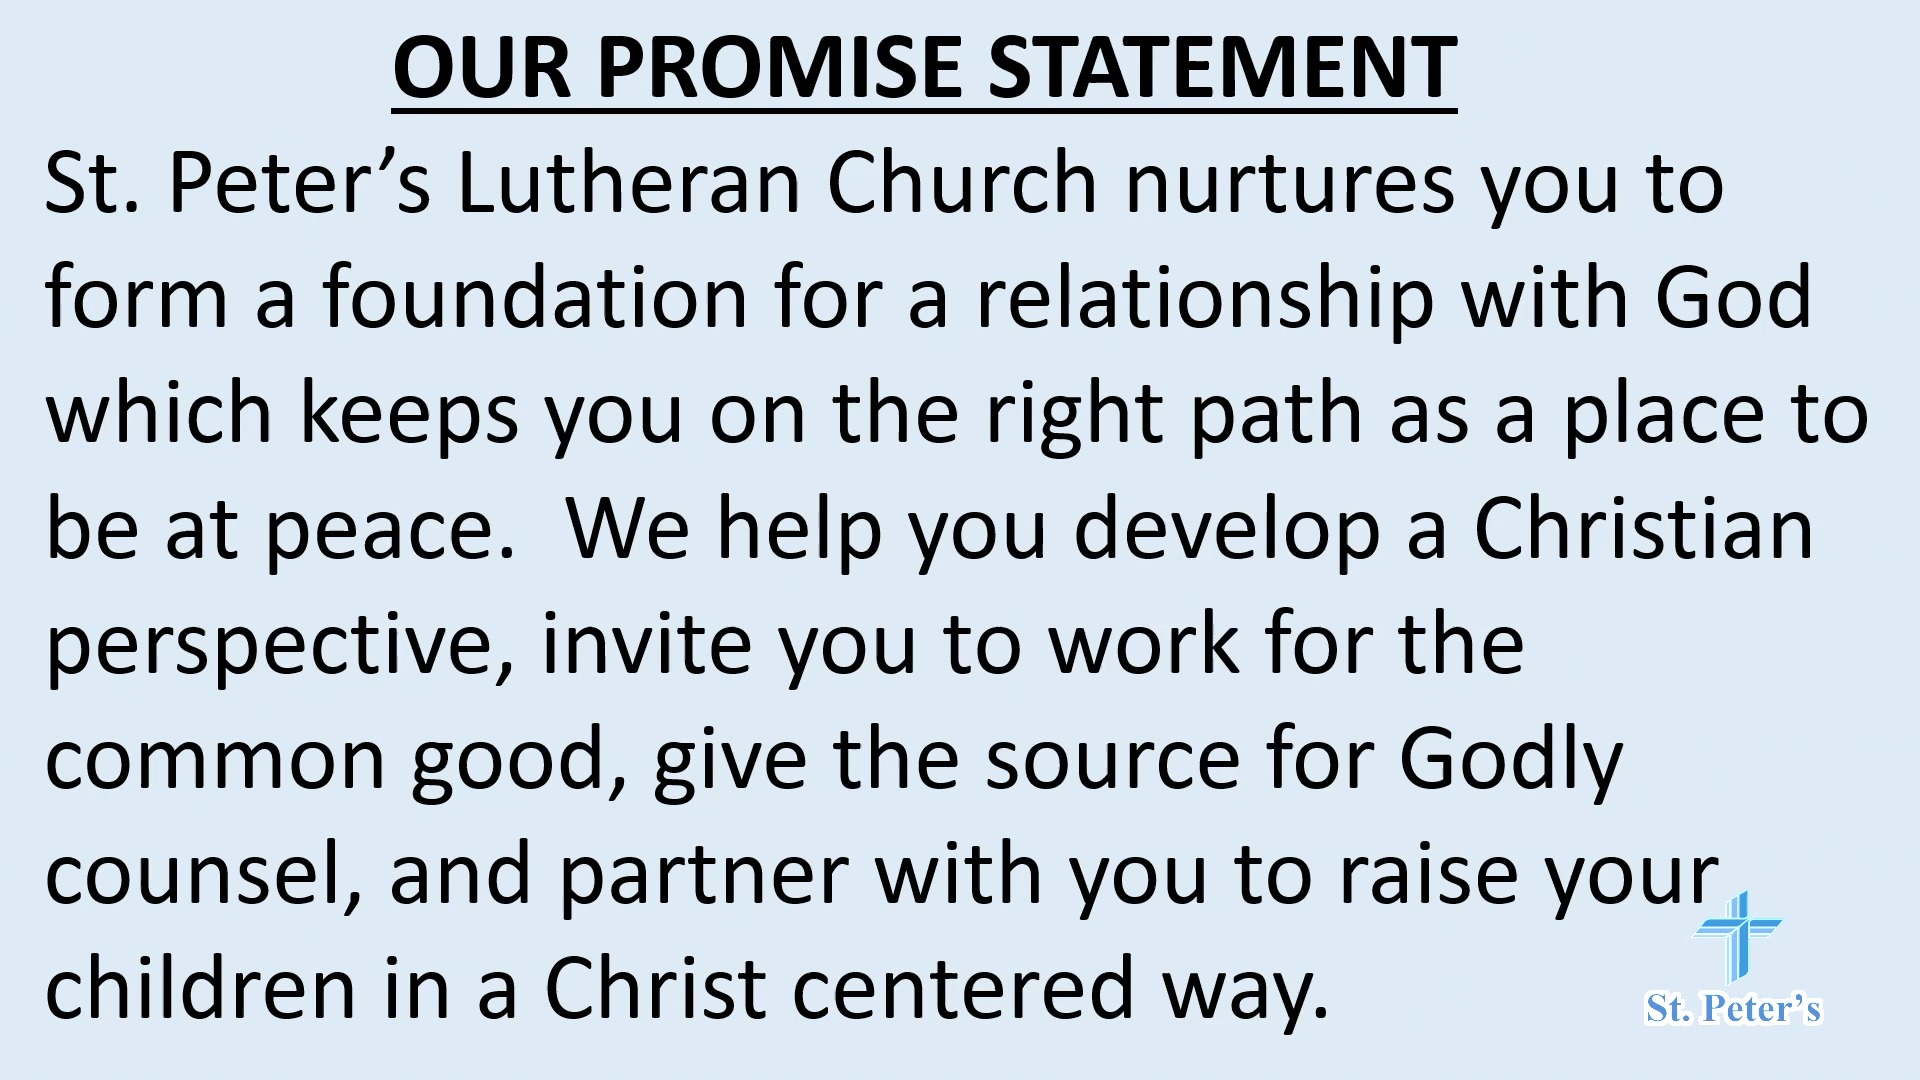 OUR PROMISE STATEMENT
St. Peter’s Lutheran Church nurtures you to
form a foundation for a relationship with God
which keeps you on the right path as a place to
be at peace.  We help you develop a Christian
perspective, invite you to work for the
common good, give the source for Godly
counsel, and partner with you to raise your
children in a Christ centered way.
St. Peter’s